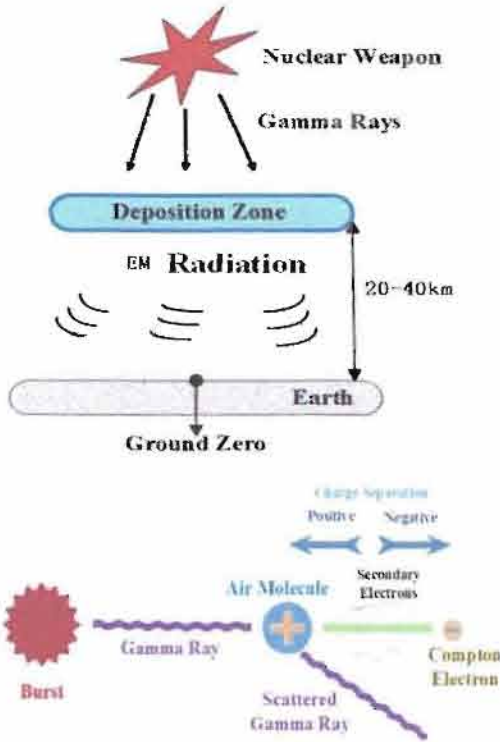 Nuclear Weapon
Gamma Rays
Deposition Zone
EM Radiation
20-40km
Earth
Ground Zero
Charge Separation
Positive Negative
Secondary
Electrons
Air Molecule
Gamma Ray
Compton
Electron
Burst
Scattered
Gamma Ray